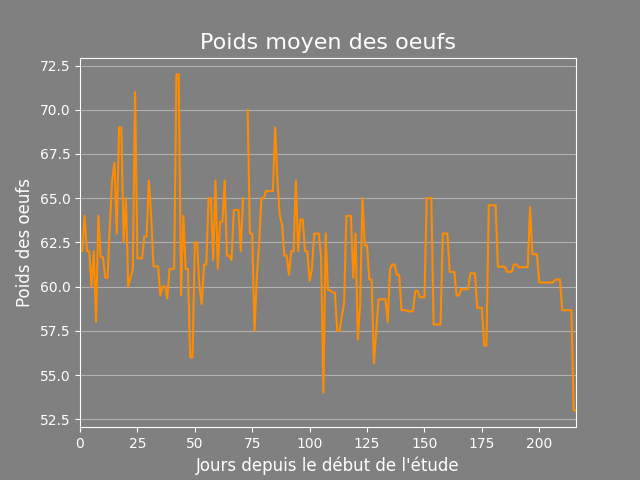 Poids moyen des oeufs
72.5
70.0
67.5
65.0
62.5
60.0
57.5
55.0
52.5
Poids des oeufs
0 25 50 75 100 125 150 175 200
Jours depuis le début de l'étude